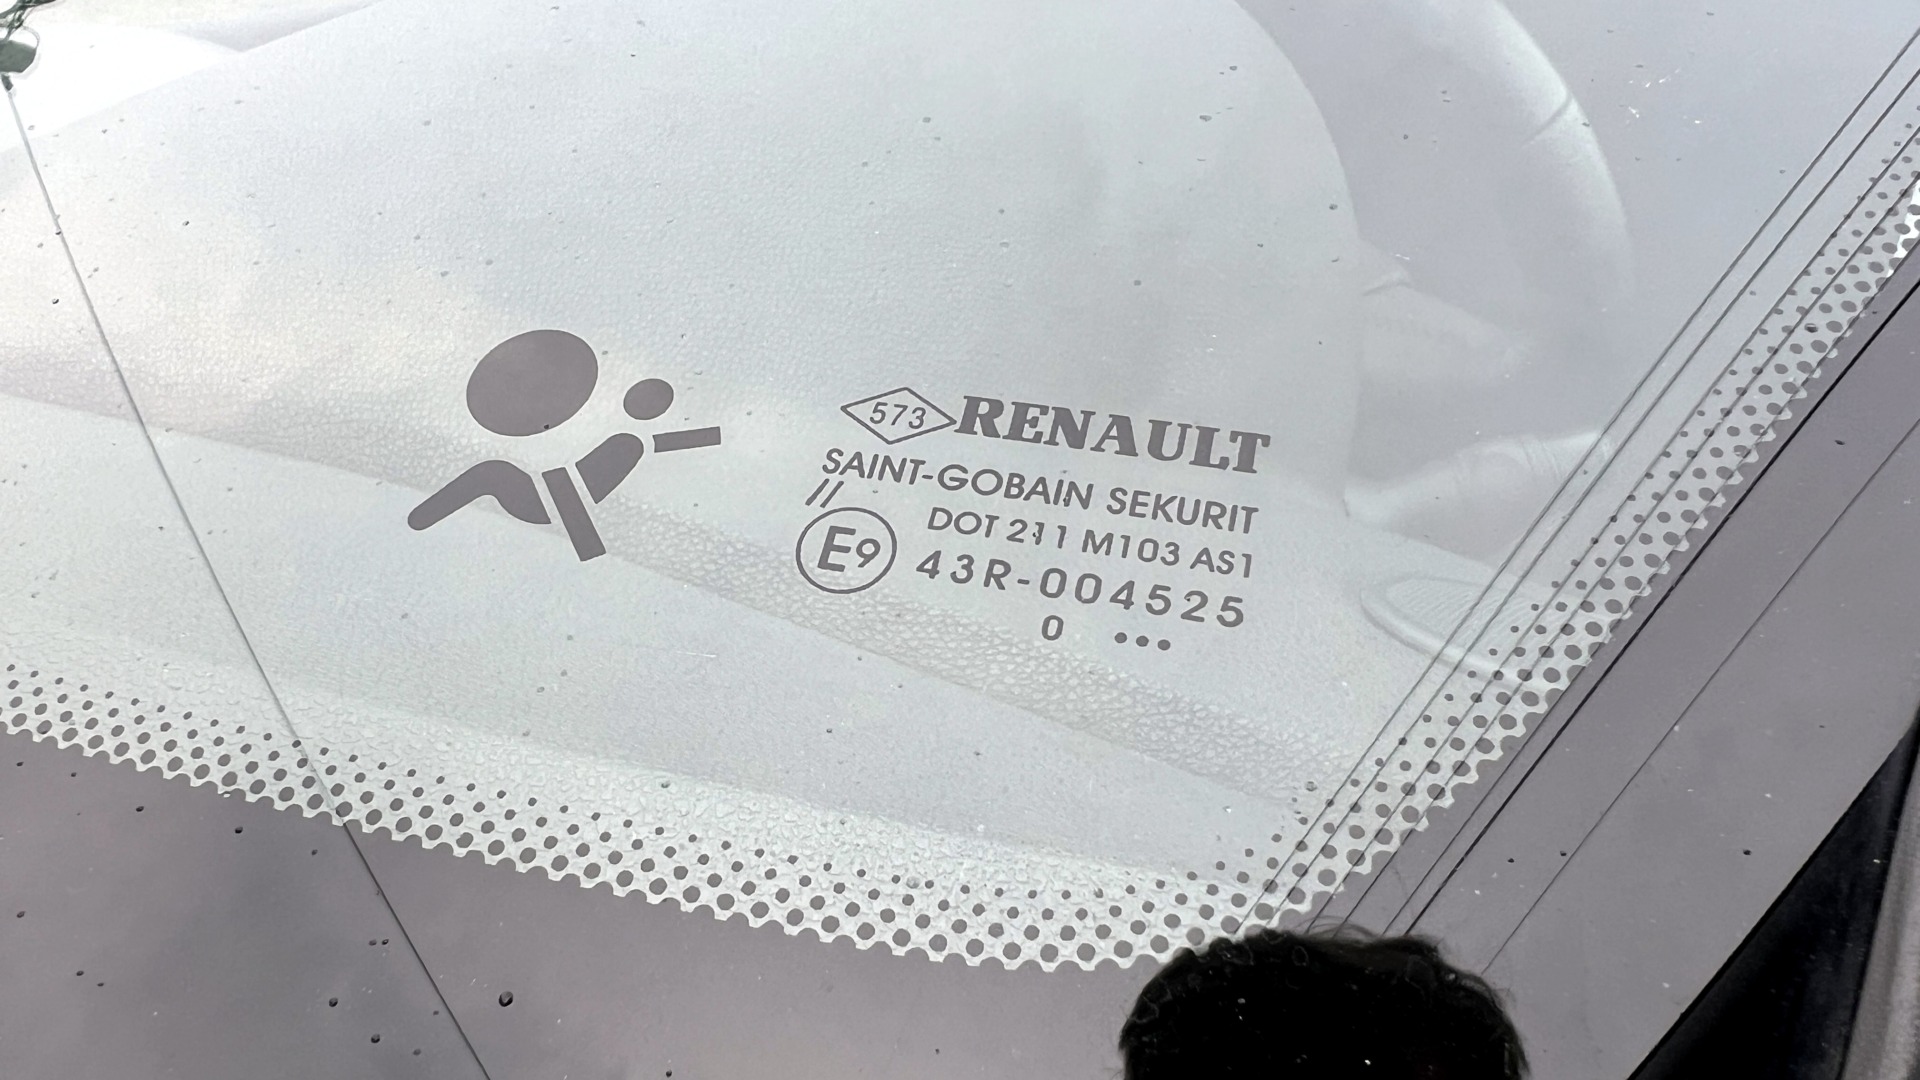 573 RENAULT
SAINT-GOBAIN SEKURIT
//
DOT 211 M103 AS1
E9 43R-004525
0 •••